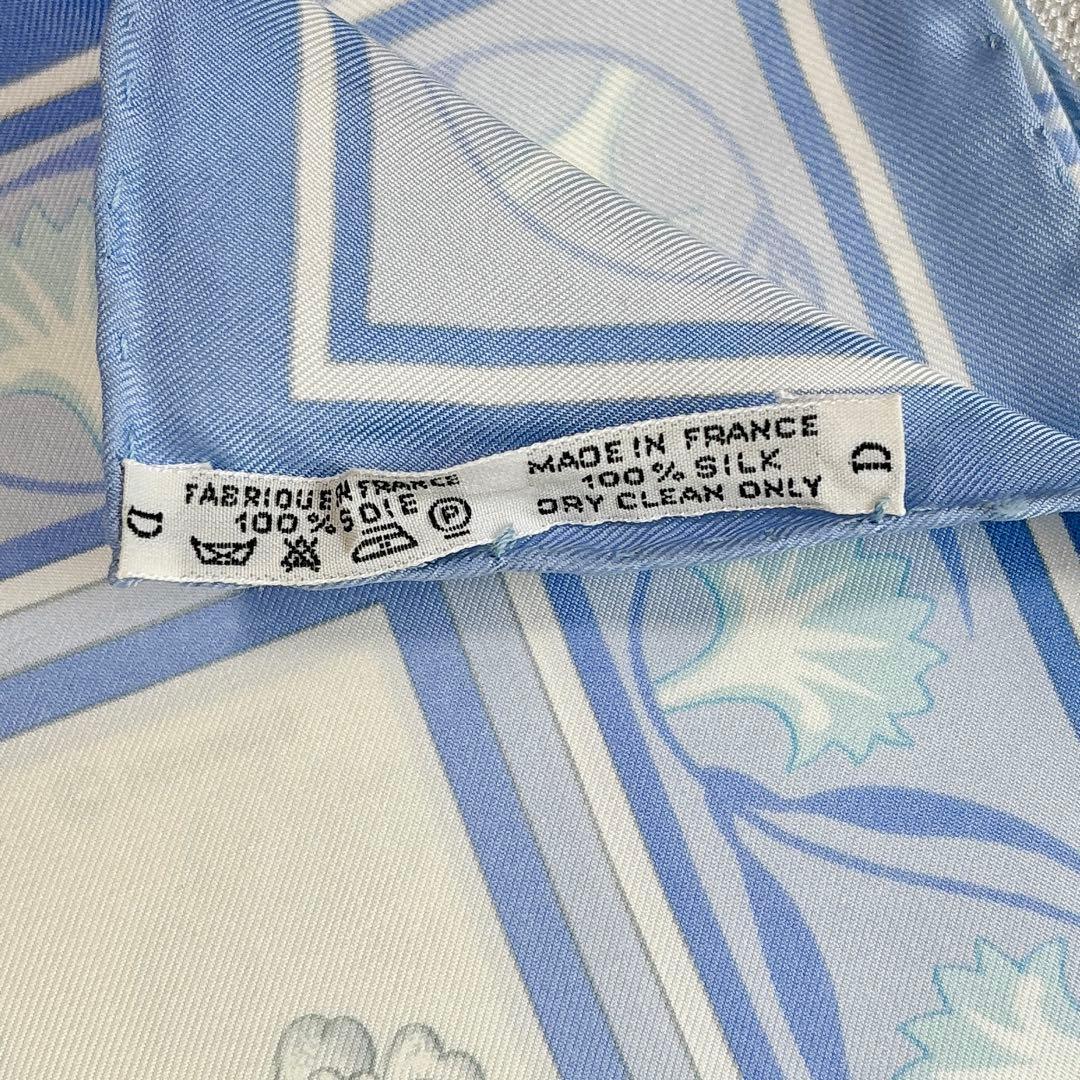 D
FABRIQUE EN FRANCE
100% SOIE
P
MADE IN FRANCE
100% SILK
DRY CLEAN ONLY
D